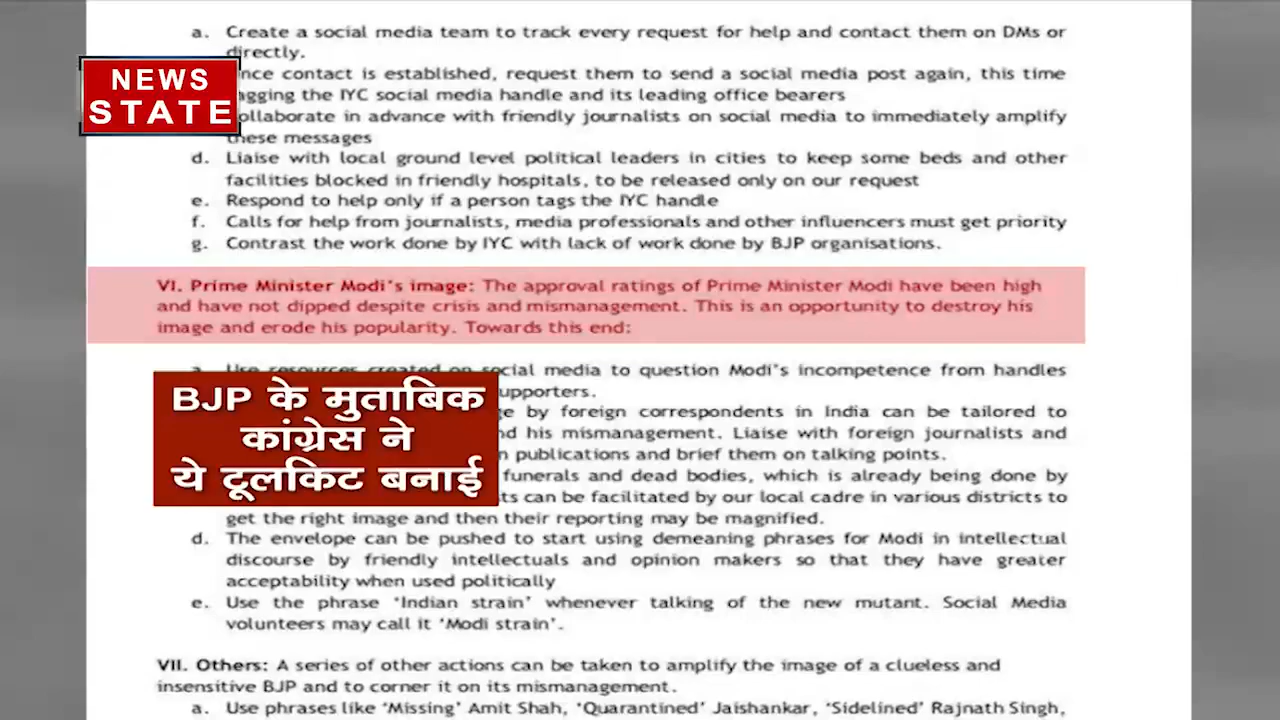 a. Create a social media team to track every request for help and contact them on DMs or
directly.
NEWS
STATE
once contact is established, request them to send a social media post again, this time
tagging the IYC social media handle and its leading office bearers
collaborate in advance with friendly journalists on social media to immediately amplify
these messages
d. Liaise with local ground level political leaders in cities to keep some beds and other
facilities blocked in friendly hospitals, to be released only on our request
e. Respond to help only if a person tags the IYC handle
f. Calls for help from journalists, media professionals and other influencers must get priority
g. Contrast the work done by IYC with lack of work done by BJP organisations.
VI. Prime Minister Modi's image: The approval ratings of Prime Minister Modi have been high
and have not dipped despite crisis and mismanagement. This is an opportunity to destroy his
image and erode his popularity. Towards this end:
a. Use resources created on social media to question Modi's incompetence from handles
supporters.
by foreign correspondents in India can be tailored to
his mismanagement. Liaise with foreign journalists and
publications and brief them on talking points.
funerals and dead bodies, which is already being done by
can be facilitated by our local cadre in various districts to
get the right image and then their reporting may be magnified.
BJP के मुताबिक
कांग्रेस ने
ये टूलकिट बनाई
d. The envelope can be pushed to start using demeaning phrases for Modi in intellectual
discourse by friendly intellectuals and opinion makers so that they have greater
acceptability when used politically
e. Use the phrase 'Indian strain' whenever talking of the new mutant. Social Media
volunteers may call it 'Modi strain'.
VII. Others: A series of other actions can be taken to amplify the image of a clueless and
insensitive BJP and to corner it on its mismanagement.
a. Use phrases like 'Missing' Amit Shah, 'Quarantined' Jaishankar, 'Sidelined' Rajnath Singh,